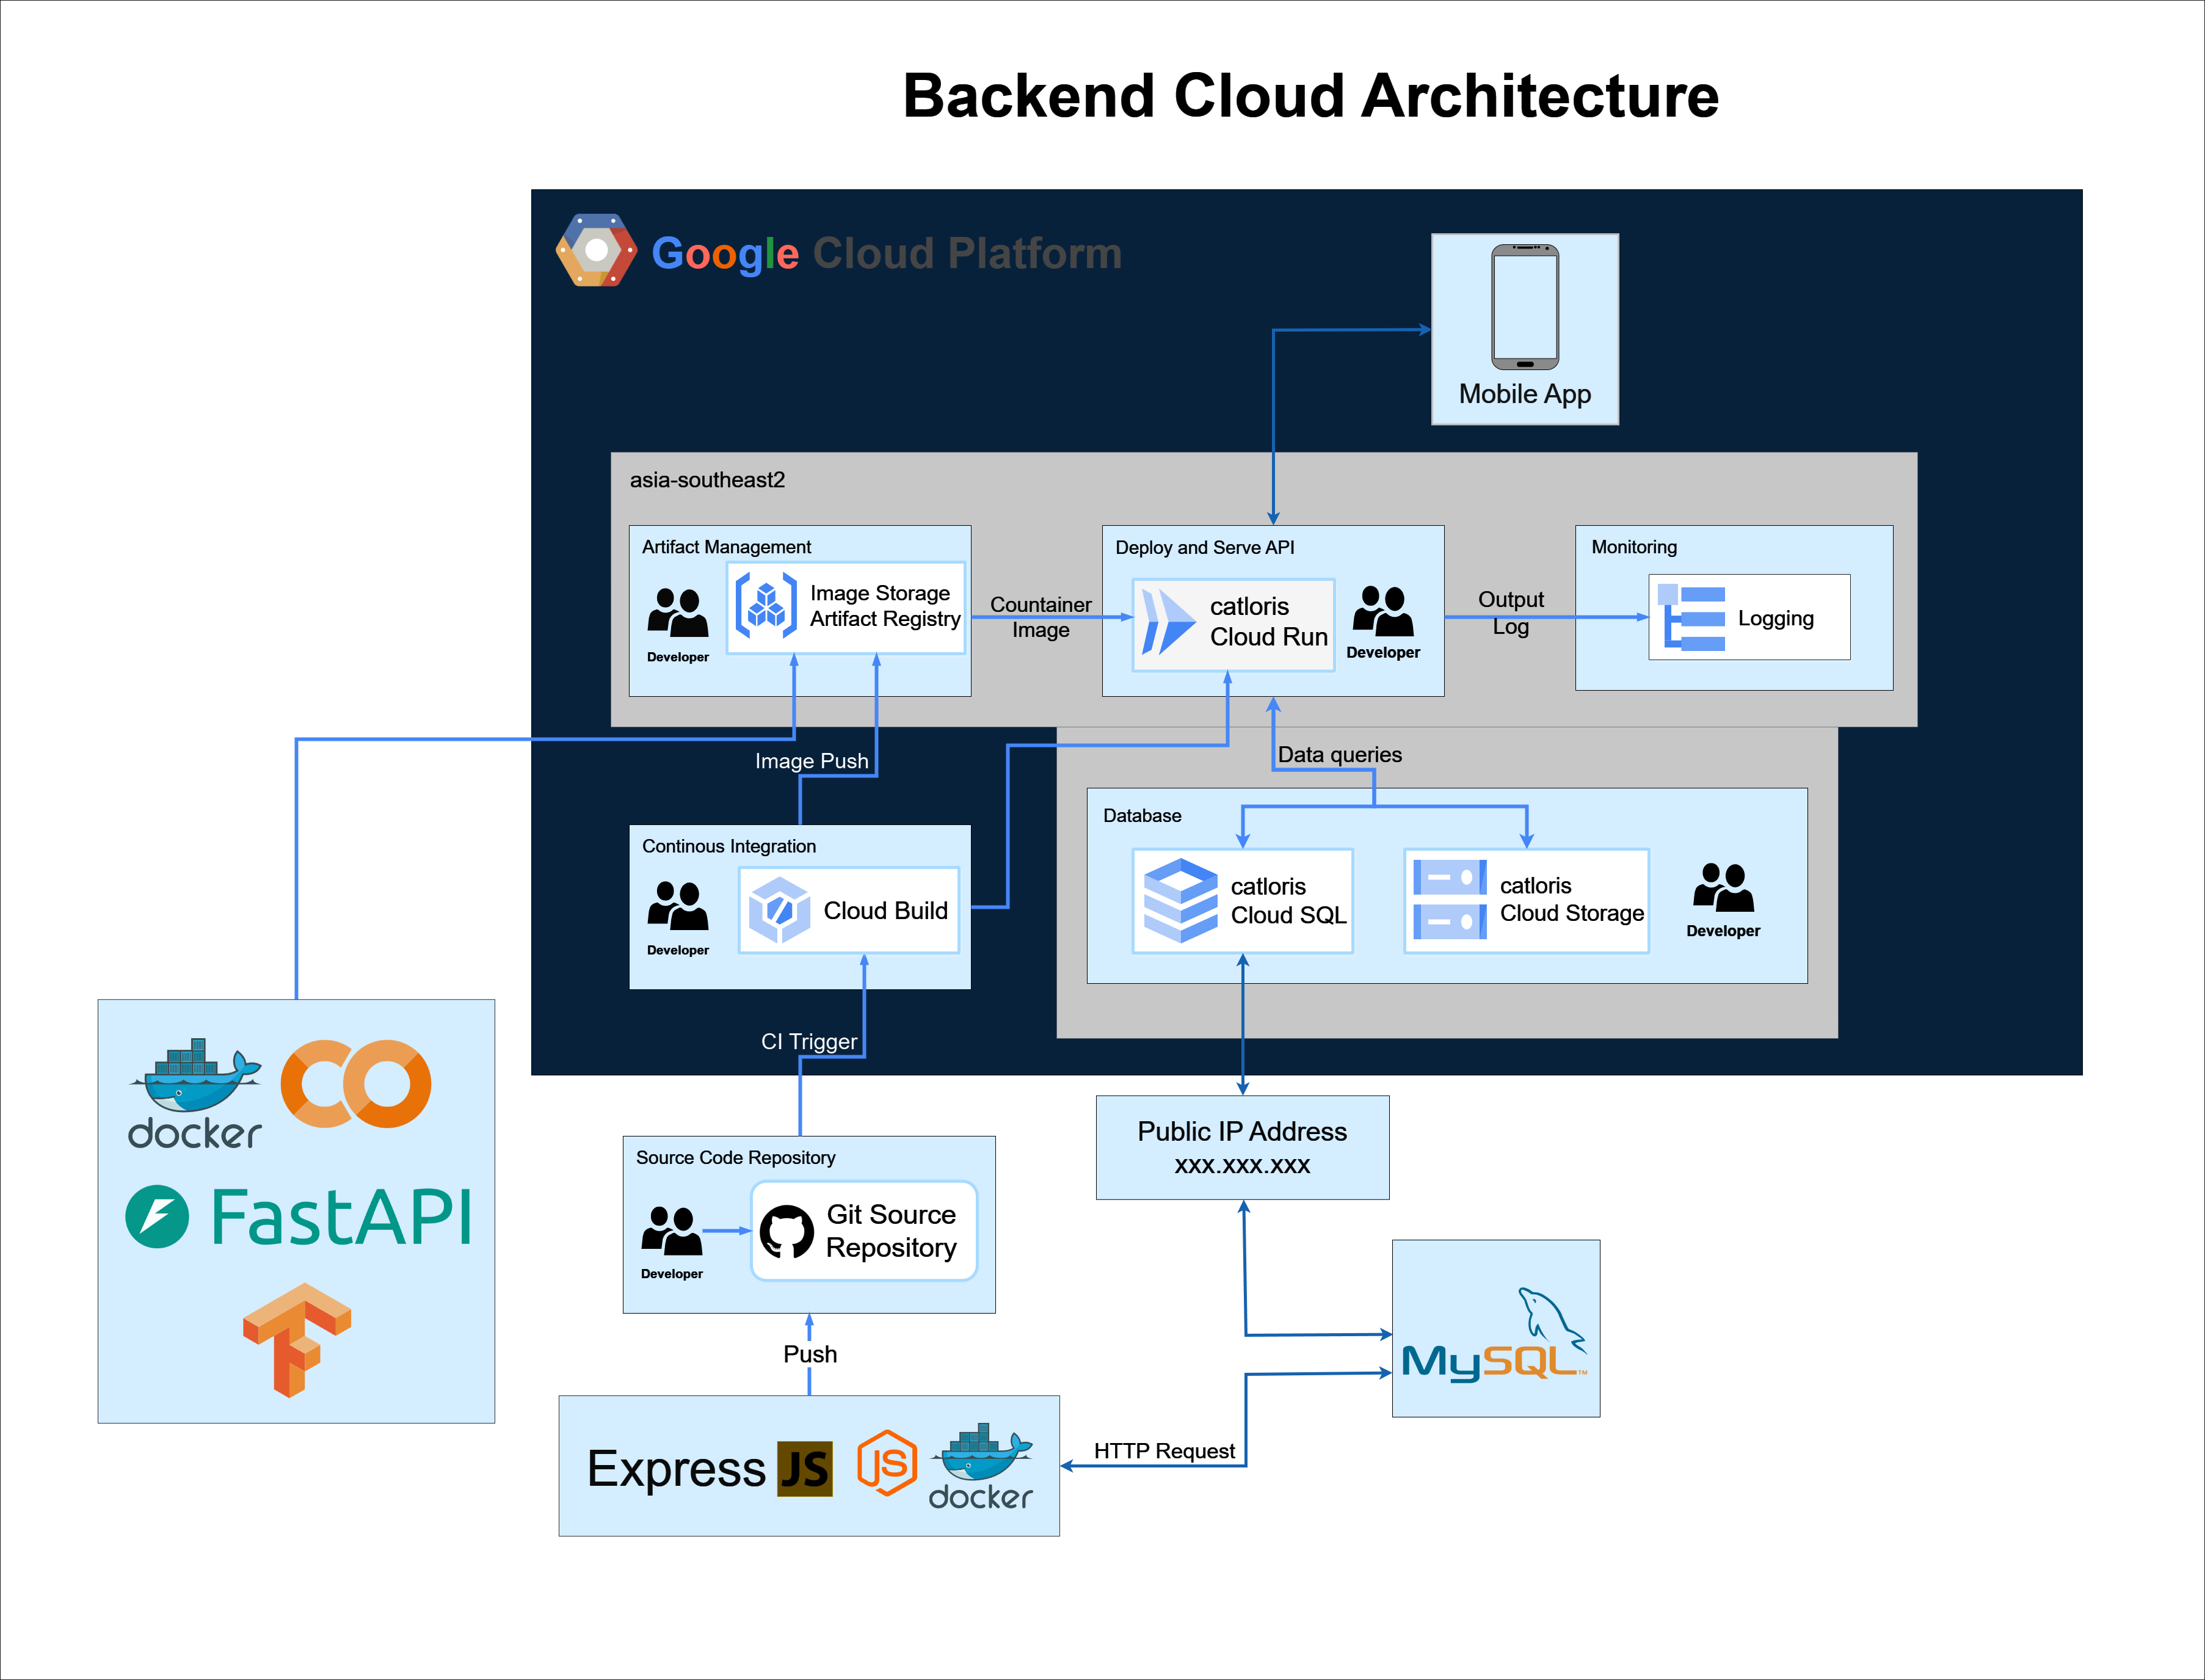 Backend Cloud Architecture
Google Cloud Platform
Mobile App
asia-southeast2
Artifact Management
Image Storage
Artifact Registry
Developer
Countainer
Image
Deploy and Serve API
catloris
Cloud Run
Developer
Output
Log
Monitoring
Logging
Image Push
Data queries
Continous Integration
Cloud Build
Developer
Database
catloris
Cloud SQL
catloris
Cloud Storage
Developer
CI Trigger
docker
CO
FastAPI
Source Code Repository
Git Source
Repository
Developer
Public IP Address
xxx.xxx.xxx
Push
MySQL™
HTTP Request
Express
JS
JS
docker